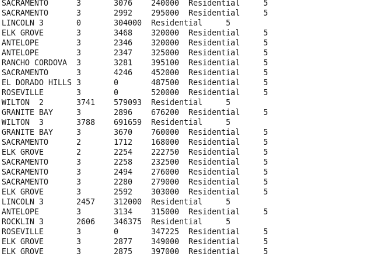 SACRAMENTO 3 3076 240000 Residential 5
SACRAMENTO 3 2992 295000 Residential 5
LINCOLN 3 0 304000 Residential 5
ELK GROVE 3 3468 320000 Residential 5
ANTELOPE 3 2346 320000 Residential 5
ANTELOPE 3 2347 325000 Residential 5
RANCHO CORDOVA 3 3281 395100 Residential 5
SACRAMENTO 3 4246 452000 Residential 5
EL DORADO HILLS 3 0 487500 Residential 5
ROSEVILLE 3 0 520000 Residential 5
WILTON 2 3741 579093 Residential 5
GRANITE BAY 3 2896 676200 Residential 5
WILTON 3 3788 691659 Residential 5
GRANITE BAY 3 3670 760000 Residential 5
SACRAMENTO 2 1712 168000 Residential 5
ELK GROVE 2 2254 222750 Residential 5
SACRAMENTO 3 2258 232500 Residential 5
SACRAMENTO 3 2494 276000 Residential 5
SACRAMENTO 3 2280 279000 Residential 5
ELK GROVE 3 2592 303000 Residential 5
LINCOLN 3 2457 312000 Residential 5
ANTELOPE 3 3134 315000 Residential 5
ROCKLIN 3 2606 346375 Residential 5
ROSEVILLE 3 0 347225 Residential 5
ELK GROVE 3 2877 349000 Residential 5
ELK GROVE 3 2875 397000 Residential 5